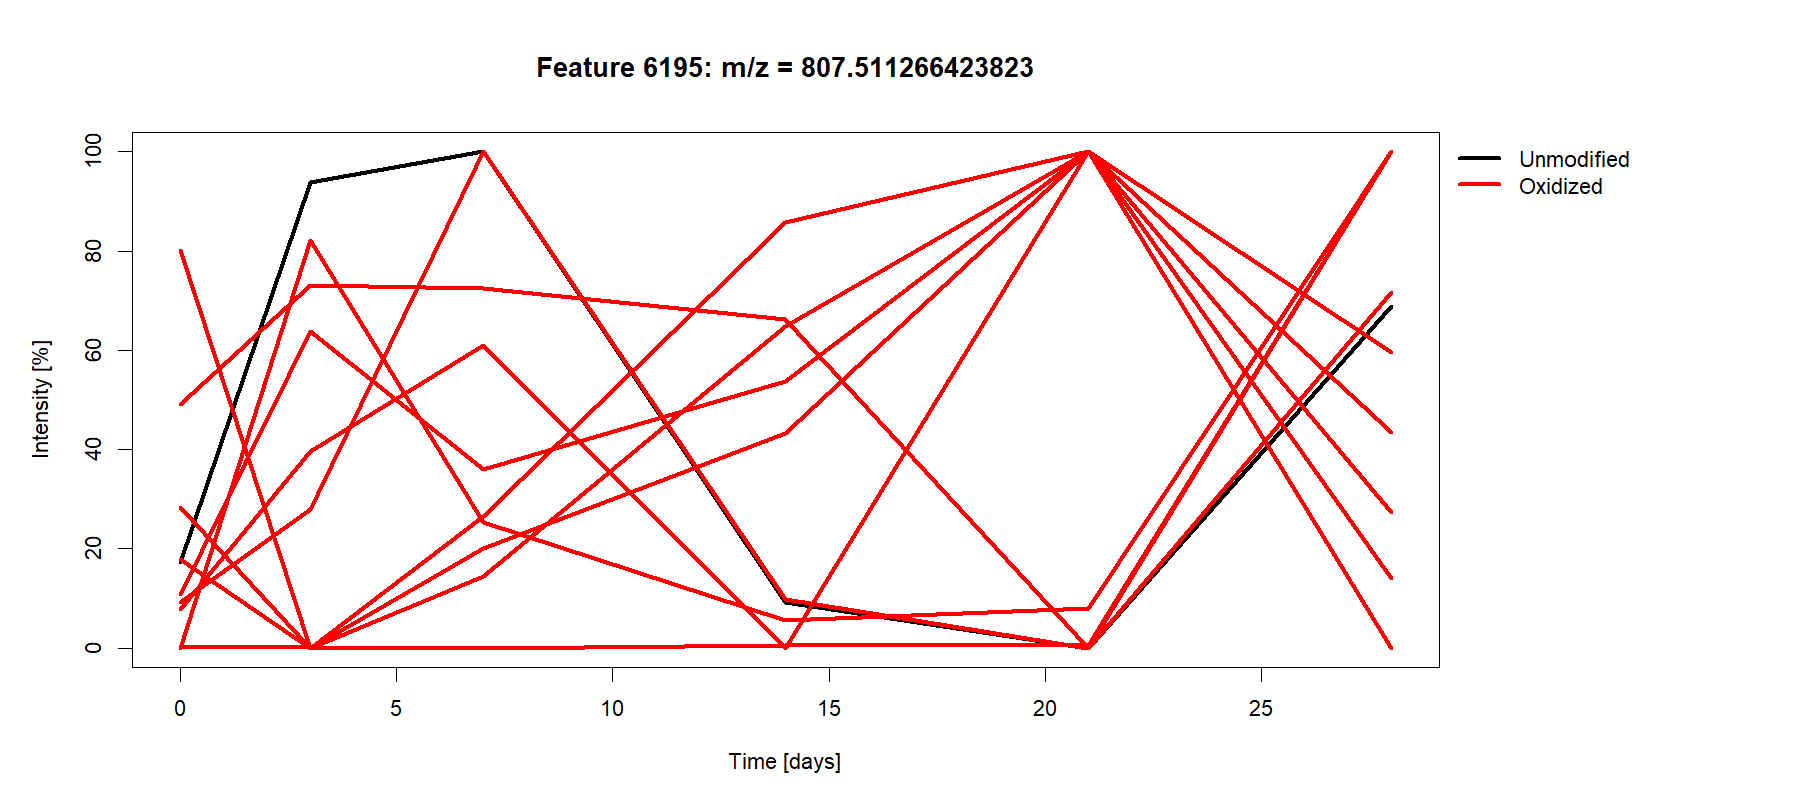 Feature 6195: m/z = 807.511266423823
Unmodified
Oxidized
100
80
60
40
20
0
Intensity [%]
0 5 10 15 20 25
Time [days]